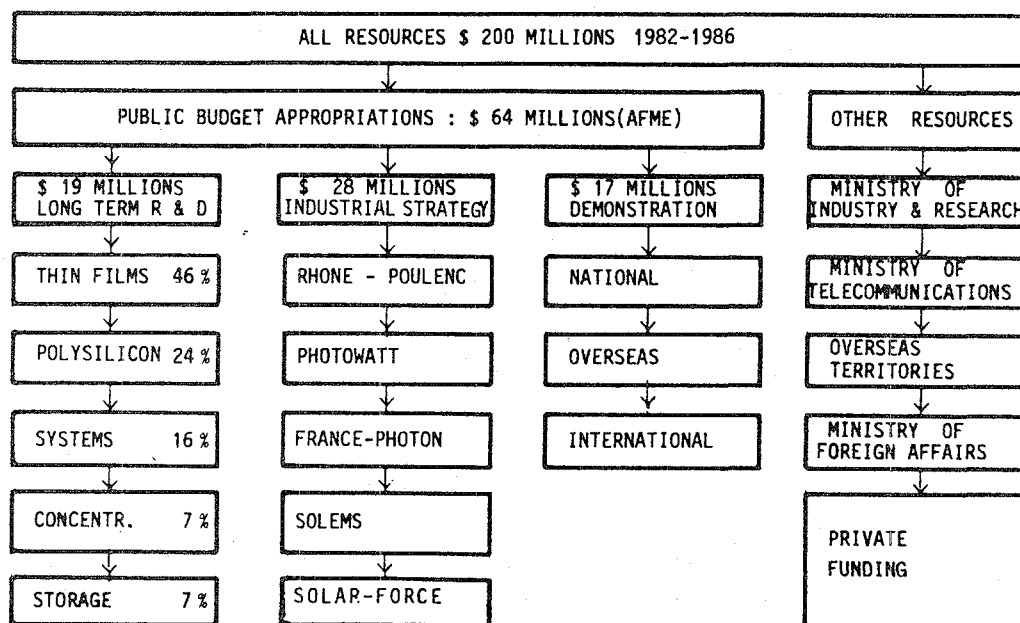 ALL RESOURCES $ 200 MILLIONS 1982-1986
PUBLIC BUDGET APPROPRIATIONS : $ 64 MILLIONS(AFME)
OTHER RESOURCES
$ 19 MILLIONS
LONG TERM R & D
THIN FILMS 46 %
POLYSILICON 24 %
SYSTEMS 16 %
CONCENTR. 7 %
STORAGE 7 %
$ 28 MILLIONS
INDUSTRIAL STRATEGY
RHONE - POULENC
PHOTOWATT
FRANCE-PHOTON
SOLEMS
SOLAR-FORCE
$ 17 MILLIONS
DEMONSTRATION
NATIONAL
OVERSEAS
INTERNATIONAL
MINISTRY OF
INDUSTRY & RESEARCH
MINISTRY OF
TELECOMMUNICATIONS
OVERSEAS
TERRITORIES
MINISTRY OF
FOREIGN AFFAIRS
PRIVATE
FUNDING